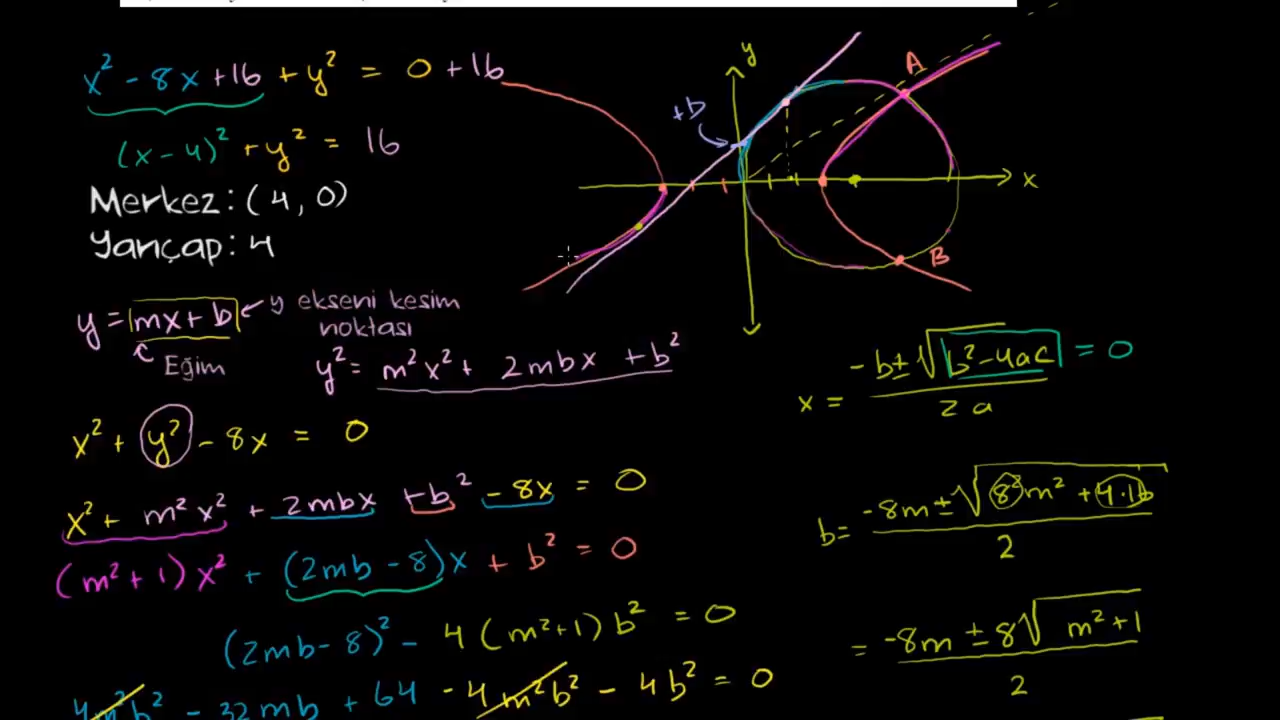 x² - 8x + 16 + y² = 0 + 16
(x - 4)² + y² = 16
Merkez: (4, 0)
Yarıçap: 4
y = mx + b
y ekseni kesim
noktası
Eğim
y² = m²x² + 2mbx + b²
x² + y² - 8x = 0
x² + m²x² + 2mbx + b² - 8x = 0
(m² + 1)x² + (2mb - 8)x + b² = 0
(2mb - 8)² - 4(m² + 1)b² = 0
4m²b² - 32mb + 64 - 4m²b² - 4b² = 0
y
+b
A
x
B
x = -b ± √b² - 4ac = 0
2a
b = -8m ± √8²m² + 4·16
2
= -8m ± 8√m² + 1
2